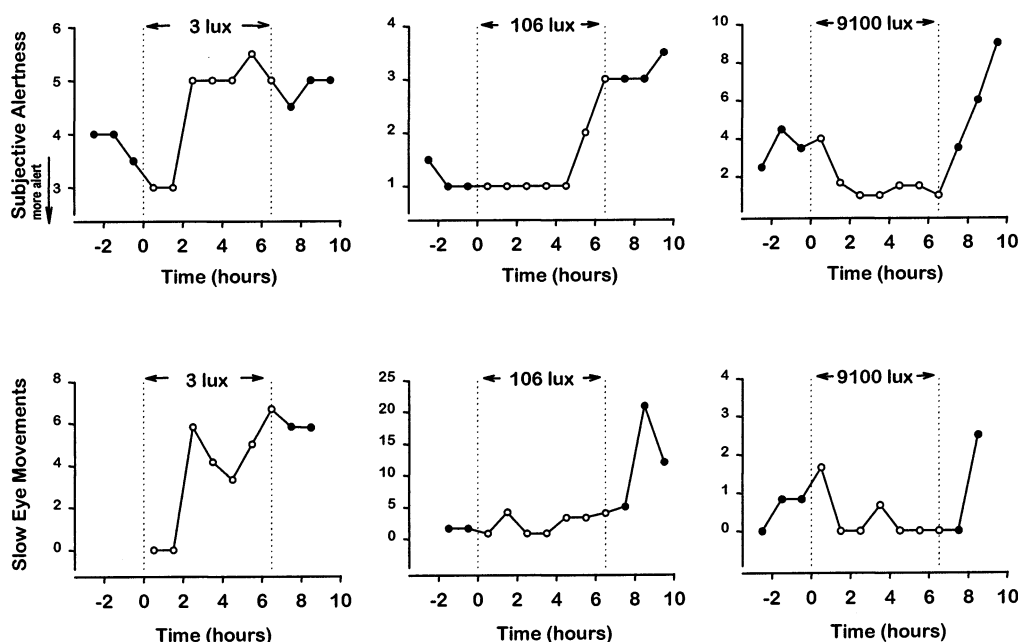 3 lux
106 lux
9100 lux
Subjective Alertness
more alert
6
5
4
3
4
3
2
1
10
8
6
4
2
-2 0 2 4 6 8 10
-2 0 2 4 6 8 10
-2 0 2 4 6 8 10
Time (hours)
Time (hours)
Time (hours)
3 lux
106 lux
9100 lux
Slow Eye Movements
8
6
4
2
0
25
20
15
10
5
0
4
3
2
1
0
-2 0 2 4 6 8 10
-2 0 2 4 6 8 10
-2 0 2 4 6 8 10
Time (hours)
Time (hours)
Time (hours)